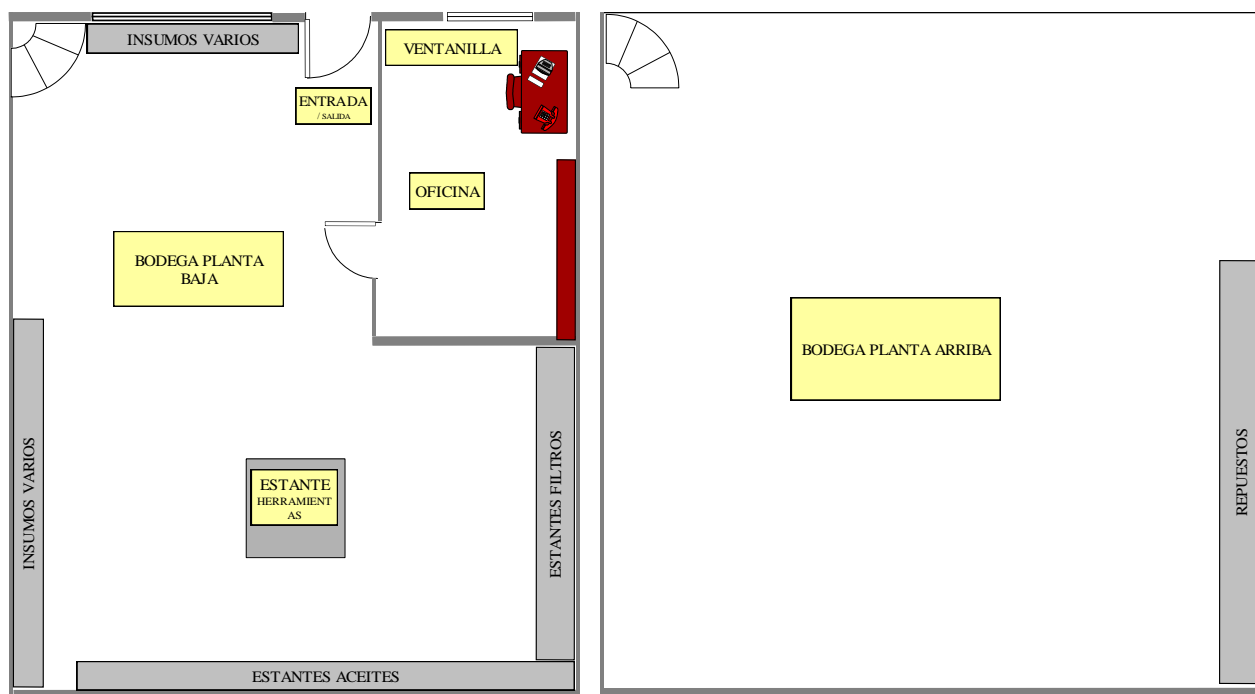 INSUMOS VARIOS
VENTANILLA
ENTRADA
/ SALIDA
OFICINA
BODEGA PLANTA
BAJA
INSUMOS VARIOS
ESTANTE
HERRAMIENT
AS
ESTANTES FILTROS
ESTANTES ACEITES
BODEGA PLANTA ARRIBA
REPUESTOS